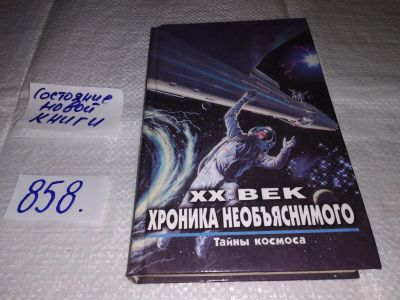 Состояние
новой
книги
858.
XX ВЕК
ХРОНИКА НЕОБЪЯСНИМОГО
Тайны космоса